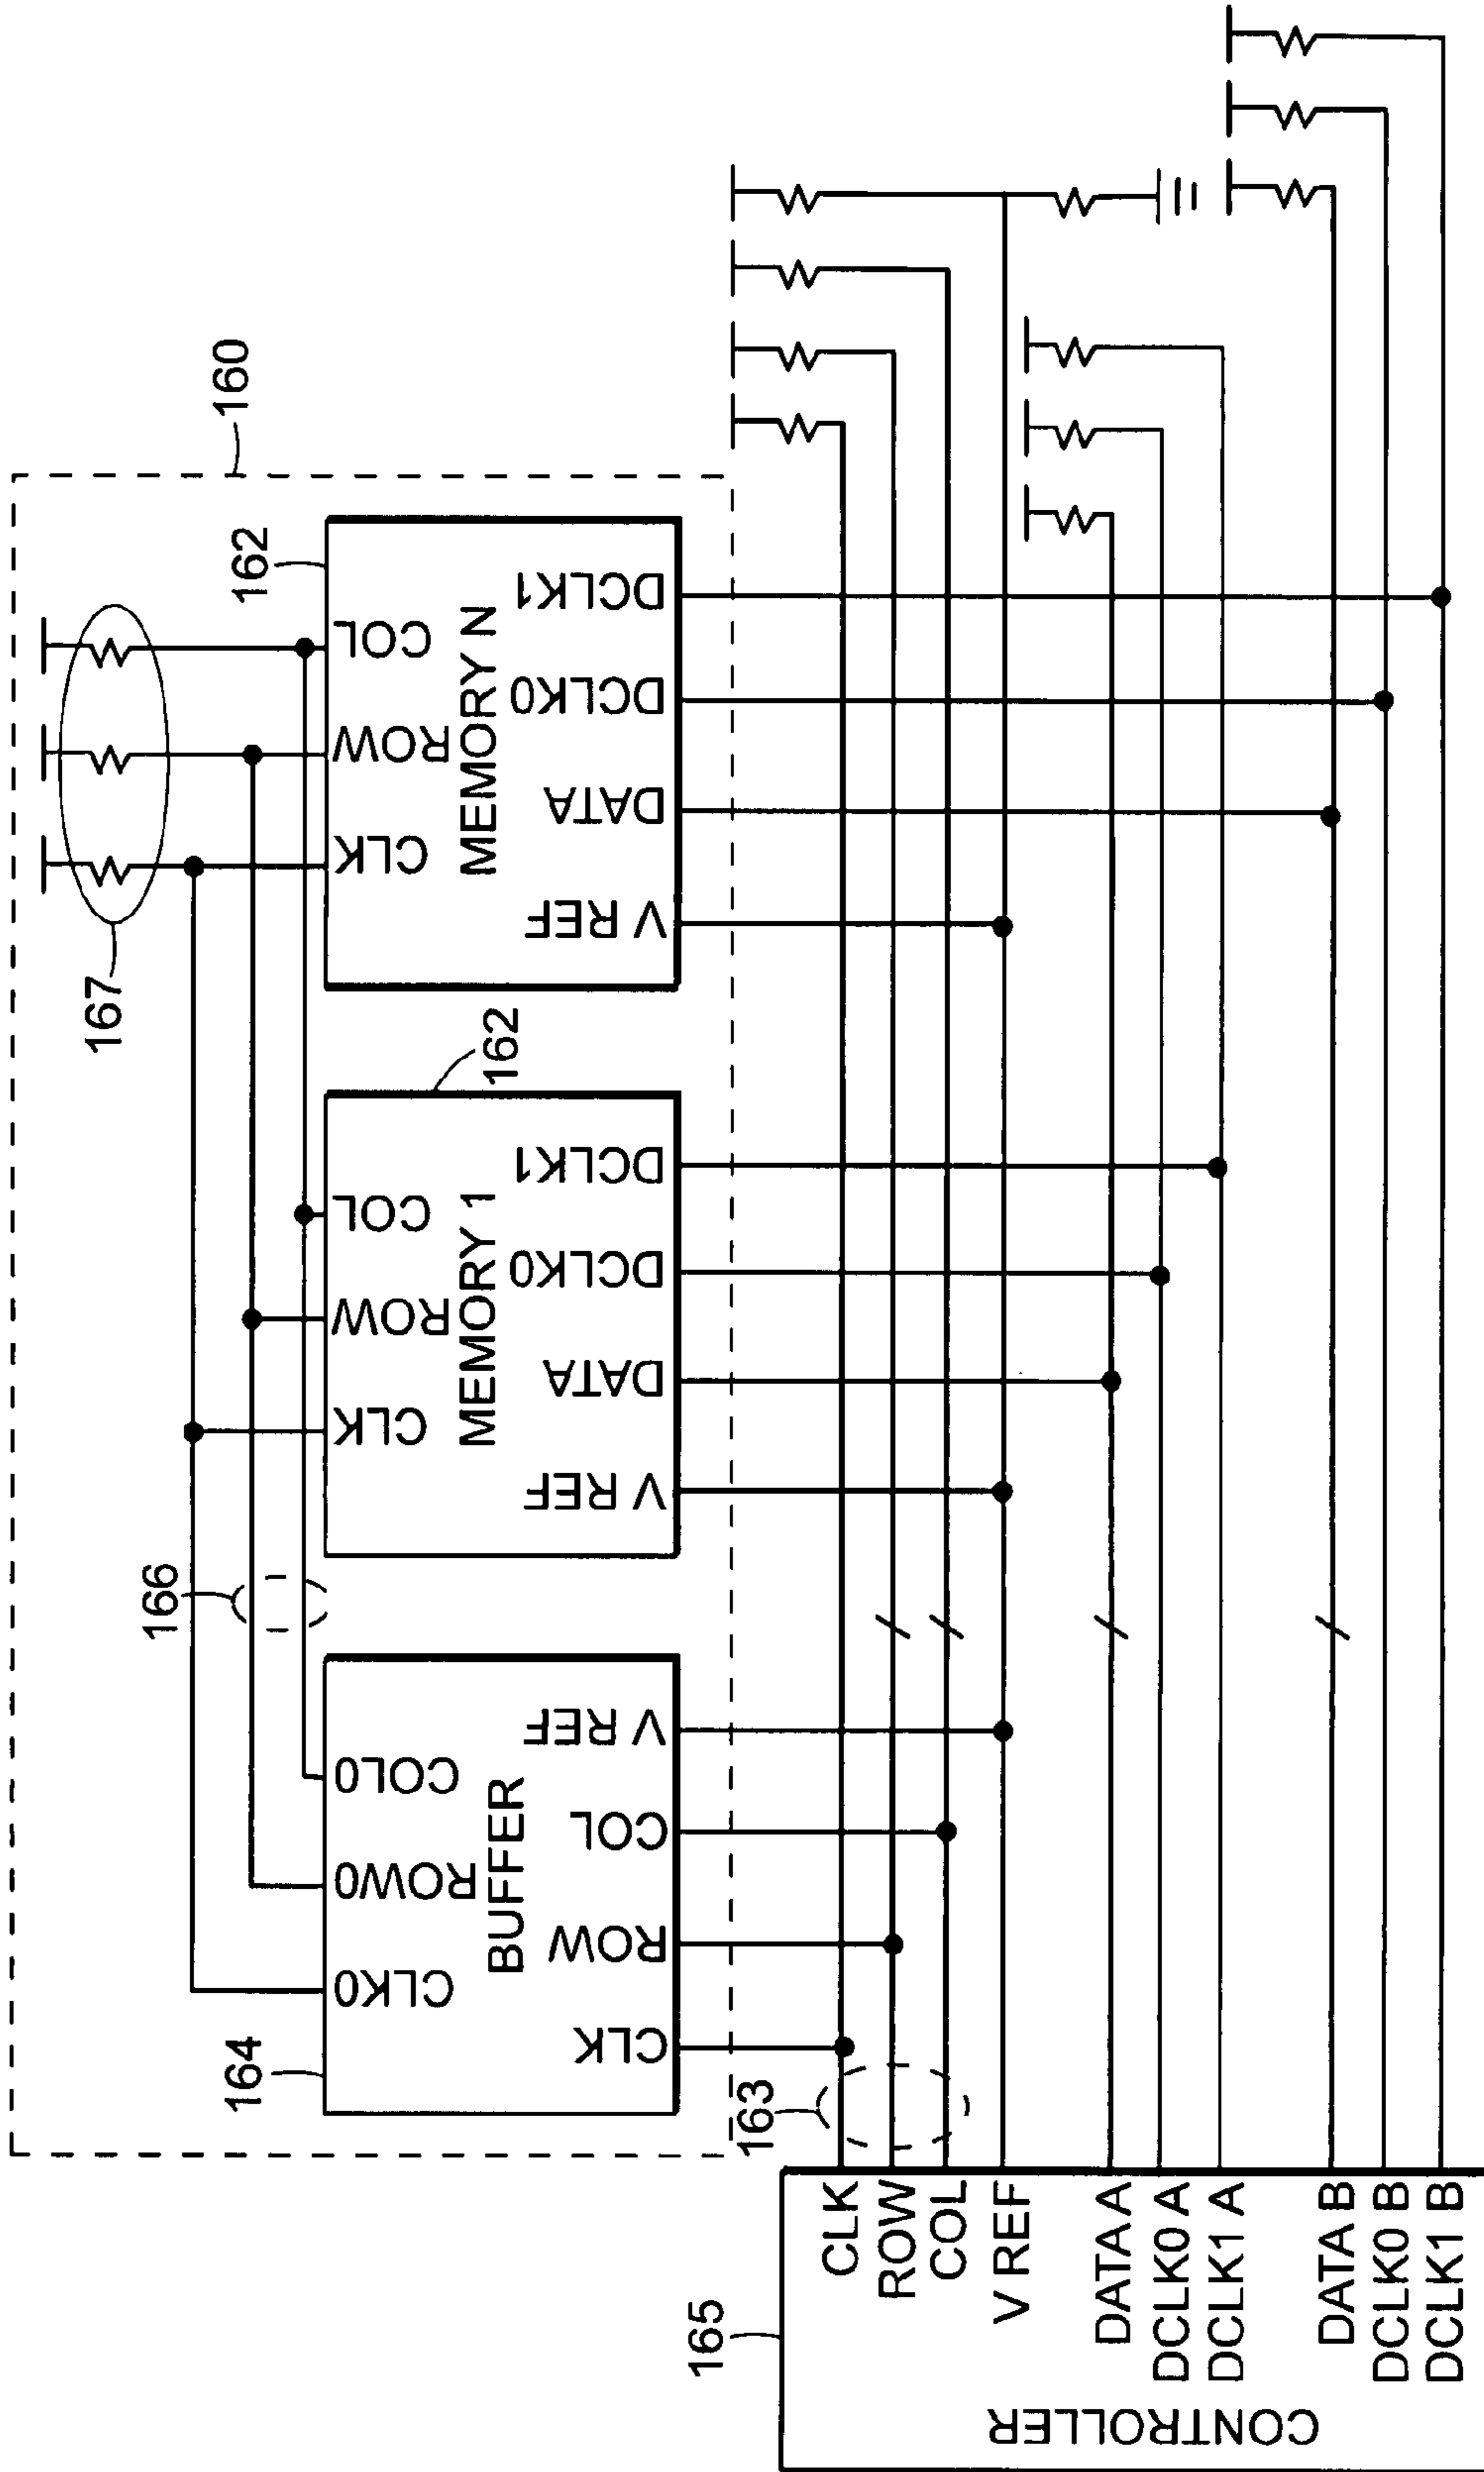 160
167
162
COL
ROW
CLK
MEMORY N
DCLK1
DCLK0
DATA
V REF
162
COL
ROW
CLK
MEMORY 1
DCLK1
DCLK0
DATA
V REF
166
164
COL0
ROW0
CLK0
BUFFER
V REF
COL
ROW
CLK
163
165
CONTROLLER
CLK
ROW
COL
V REF
DATA A
DCLK0 A
DCLK1 A
DATA B
DCLK0 B
DCLK1 B